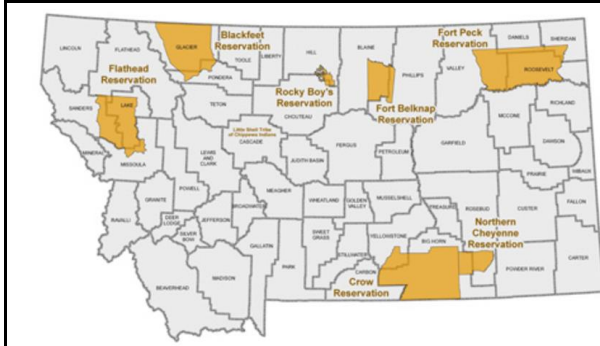 Blackfeet
Reservation
Fort Peck
Reservation
Flathead
Reservation
Rocky Boy's
Reservation
Fort Belknap
Reservation
Little Shell Tribe
of Chippewa Indians
Northern
Cheyenne
Reservation
Crow
Reservation
LINCOLN
FLATHEAD
GLACIER
TOOLE
LIBERTY
HILL
BLAINE
PHILLIPS
VALLEY
DANIELS
SHERIDAN
ROOSEVELT
PONDERA
TETON
CHOUTEAU
RICHLAND
MCCONE
SANDERS
LAKE
MINERAL
MISSOULA
LEWIS
AND
CLARK
CASCADE
JUDITH BASIN
FERGUS
PETROLEUM
GARFIELD
DAWSON
PRAIRIE
WIBAUX
POWELL
GRANITE
DEER
LODGE
SILVER
BOW
JEFFERSON
BROADWATER
MEAGHER
WHEATLAND
GOLDEN
VALLEY
MUSSELSHELL
TREASURE
ROSEBUD
CUSTER
FALLON
RAVALLI
GALLATIN
PARK
SWEET
GRASS
STILLWATER
YELLOWSTONE
BIG HORN
CARBON
POWDER RIVER
CARTER
BEAVERHEAD
MADISON